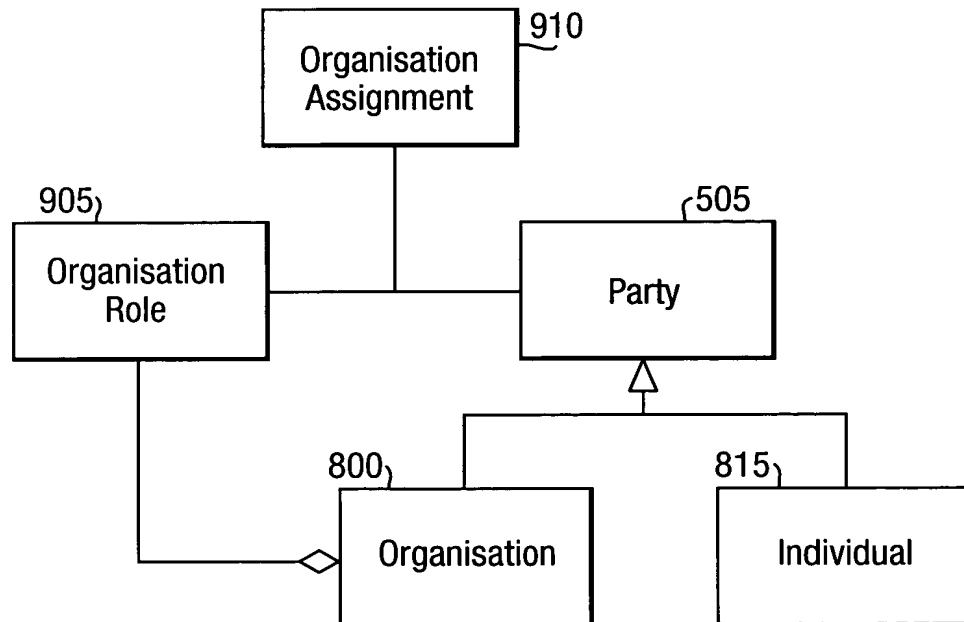 910
Organisation
Assignment
905
505
Organisation
Role
Party
800
815
Organisation
Individual